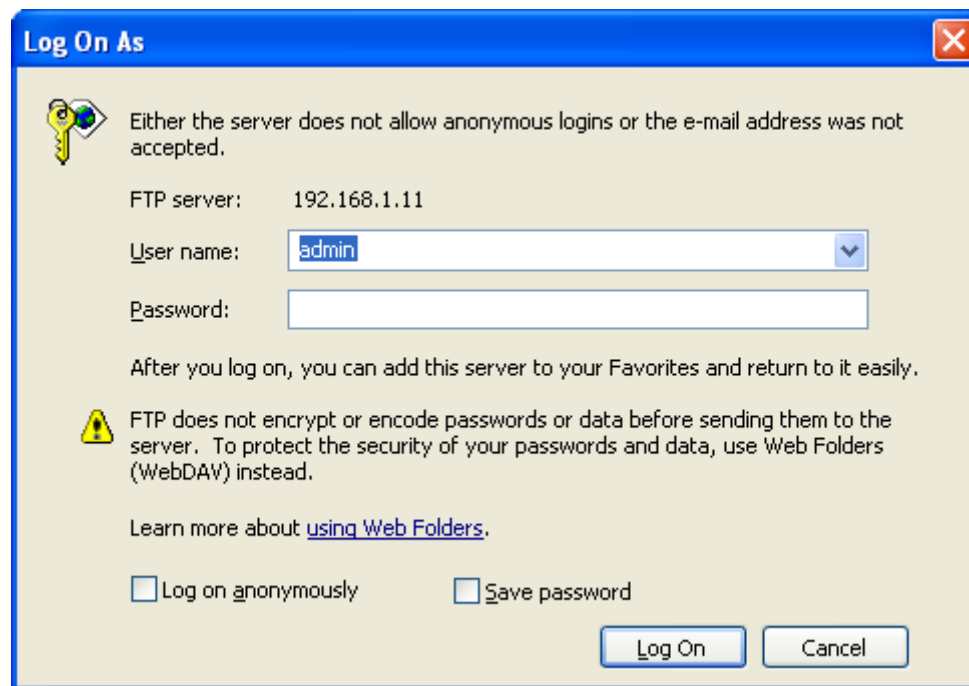 Log On As
Either the server does not allow anonymous logins or the e-mail address was not
accepted.
FTP server: 192.168.1.11
User name: admin
Password:
After you log on, you can add this server to your Favorites and return to it easily.
FTP does not encrypt or encode passwords or data before sending them to the
server.  To protect the security of your passwords and data, use Web Folders
(WebDAV) instead.
Learn more about using Web Folders.
Log on anonymously Save password
Log On Cancel